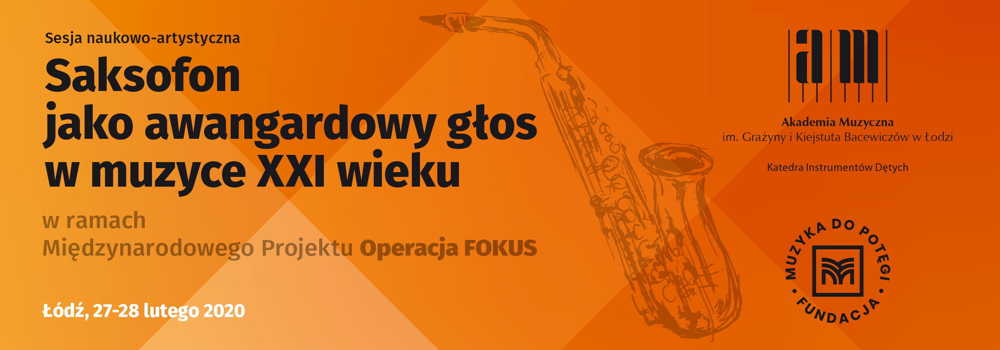 Sesja naukowo-artystyczna
Saksofon
jako awangardowy głos
w muzyce XXI wieku
w ramach
Międzynarodowego Projektu Operacja FOKUS
Łódź, 27-28 lutego 2020
am
Akademia Muzyczna
im. Grażyny i Kiejstuta Bacewiczów w Łodzi
Katedra Instrumentów Dętych
MUZYKA DO POTĘGI
• FUNDACJA •